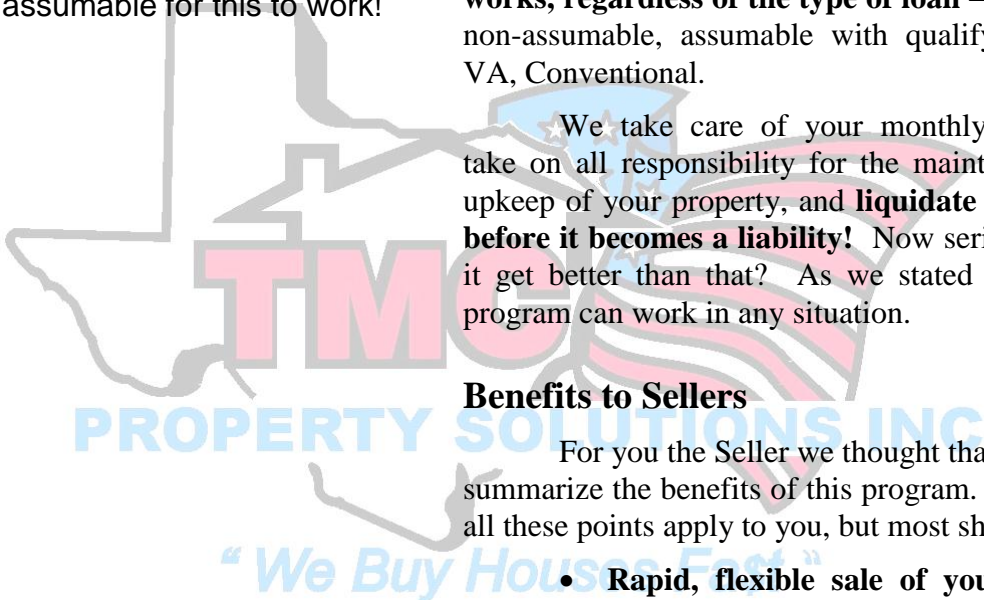 assumable for this to work!
works, regardless of the type of loan –
non-assumable, assumable with qualify
VA, Conventional.
We take care of your monthly
take on all responsibility for the maint
upkeep of your property, and liquidate
before it becomes a liability! Now seri
it get better than that? As we stated
program can work in any situation.
TMC
PROPERTY SOLUTIONS INC
Benefits to Sellers
For you the Seller we thought tha
summarize the benefits of this program.
all these points apply to you, but most sh
"We Buy Houses Fa$t"
• Rapid, flexible sale of you